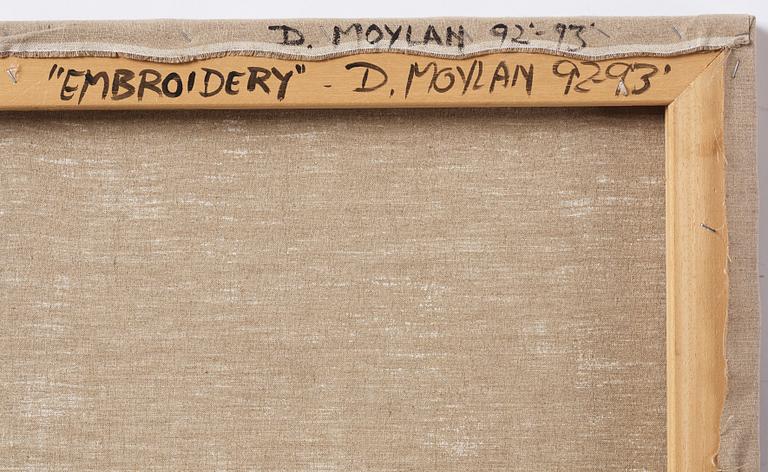 D. MOYLAN 92'-93'
"EMBROIDERY" - D. MOYLAN 92-93'